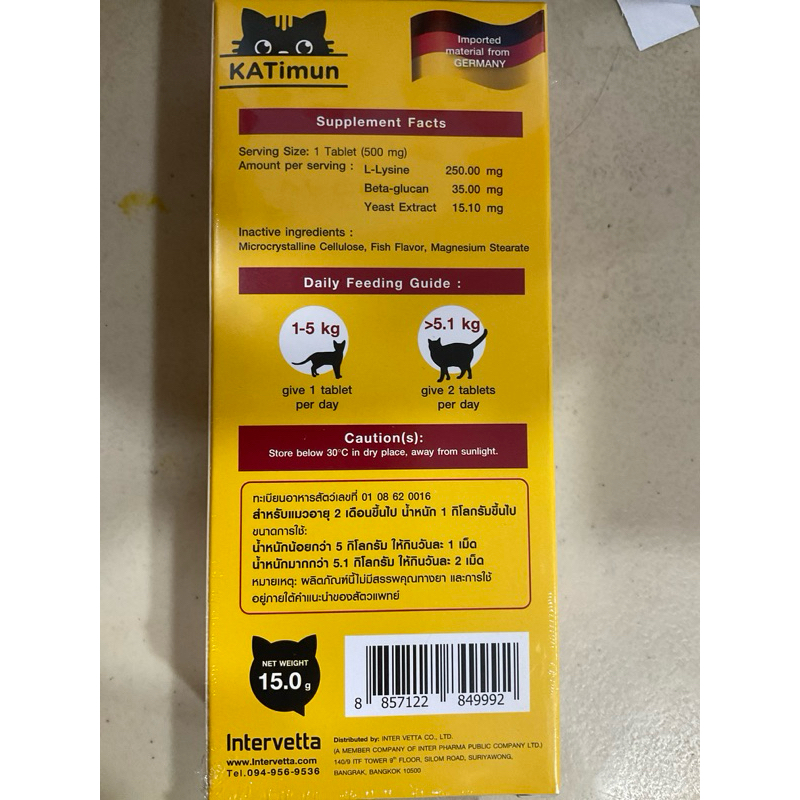 KATimun
Imported
material from
GERMANY
Supplement Facts
Serving Size: 1 Tablet (500 mg)
Amount per serving : L-Lysine 250.00 mg
Beta-glucan 35.00 mg
Yeast Extract 15.10 mg
Inactive ingredients :
Microcrystalline Cellulose, Fish Flavor, Magnesium Stearate
Daily Feeding Guide :
1-5 kg
give 1 tablet
per day
>5.1 kg
give 2 tablets
per day
Caution(s):
Store below 30°C in dry place, away from sunlight.
ทะเบียนอาหารสัตว์เลขที่ 01 08 62 0016
สำหรับแมวอายุ 2 เดือนขึ้นไป น้ำหนัก 1 กิโลกรัมขึ้นไป
ขนาดการใช้:
น้ำหนักน้อยกว่า 5 กิโลกรัม ให้กินวันละ 1 เม็ด
น้ำหนักมากกว่า 5.1 กิโลกรัม ให้กินวันละ 2 เม็ด
หมายเหตุ: ผลิตภัณฑ์นี้ไม่มีสรรพคุณทางยา และการใช้
อยู่ภายใต้คำแนะนำของสัตวแพทย์
NET WEIGHT
15.0 g
8 857122 849992
Intervetta
www.Intervetta.com
Tel.094-956-9536
Distributed by: INTER VETTA CO., LTD.
(A MEMBER COMPANY OF INTER PHARMA PUBLIC COMPANY LTD.)
140/9 ITF TOWER 9th FLOOR, SILOM ROAD, SURIYAWONG,
BANGRAK, BANGKOK 10500